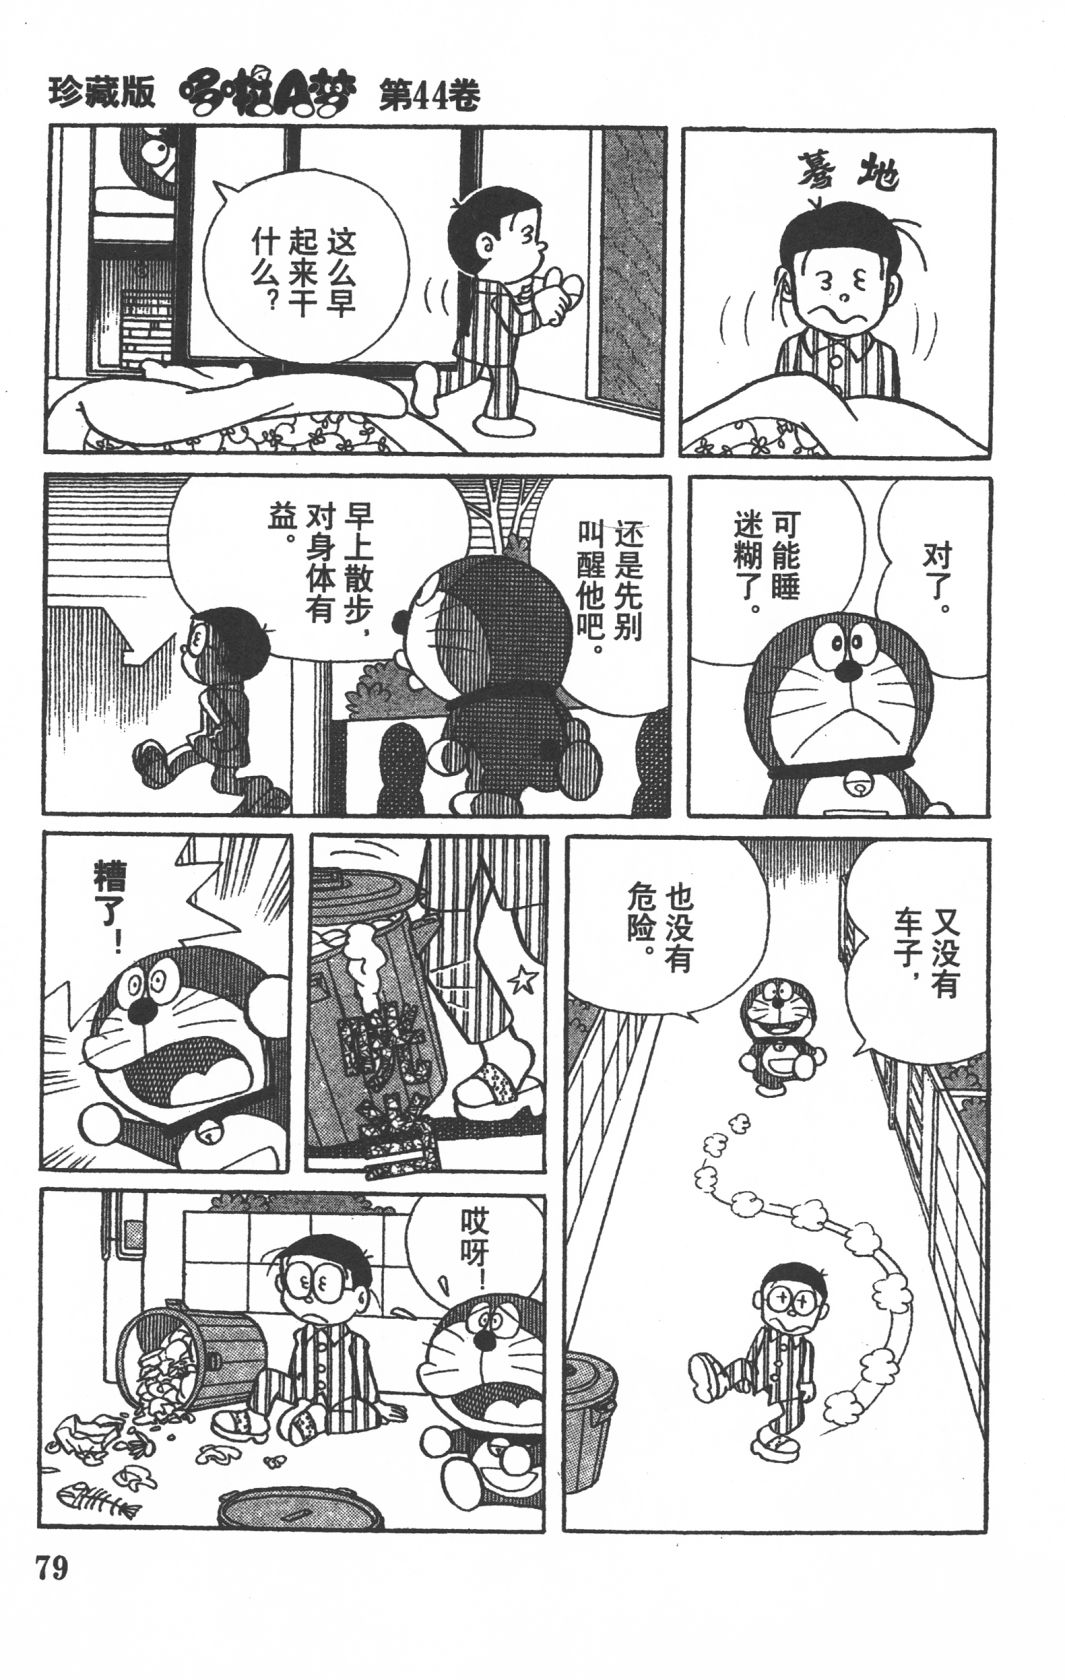 珍藏版 哆啦A梦 第44卷
蓦地
这么早
起来干
什么?
对了。
可能睡
迷糊了。
还是先别
叫醒他吧。
早上散步,
对身体有
益。
又没有
车子,
也没有
危险。
糟了!
哎呀!
79